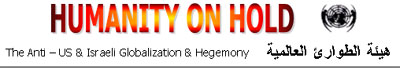 HUMANITY ON HOLD
The Anti – US & Israeli Globalization & Hegemony هيئة الطوارئ العالمية